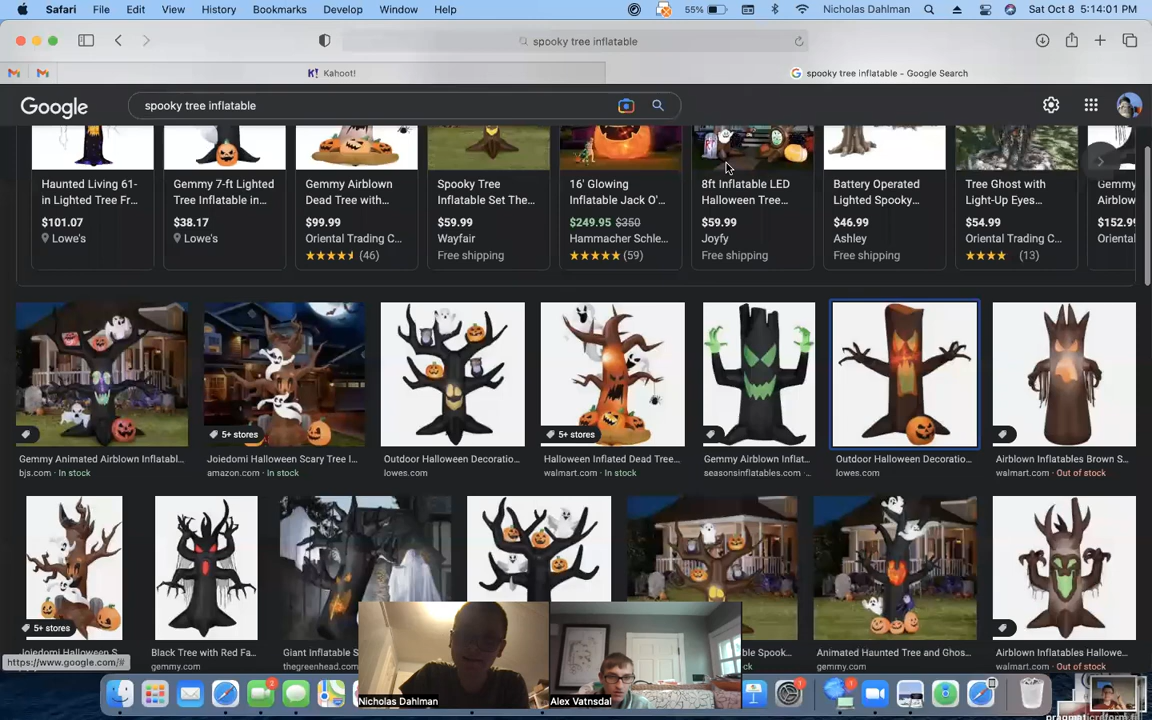 Safari File Edit View History Bookmarks Develop Window Help 55% Nicholas Dahlman Sat Oct 8 5:14:01 PM
spooky tree inflatable
Kahoot! spooky tree inflatable - Google Search
Google spooky tree inflatable
Haunted Living 61-
in Lighted Tree Fr...
$101.07
Lowe's
Gemmy 7-ft Lighted
Tree Inflatable in...
$38.17
Lowe's
Gemmy Airblown
Dead Tree with...
$99.99
Oriental Trading C...
(46)
Spooky Tree
Inflatable Set The...
$59.99
Wayfair
Free shipping
16' Glowing
Inflatable Jack O'...
$249.95 $350
Hammacher Schle...
(59)
8ft Inflatable LED
Halloween Tree...
$59.99
Joyfy
Free shipping
Battery Operated
Lighted Spooky...
$46.99
Ashley
Free shipping
Tree Ghost with
Light-Up Eyes...
$54.99
Oriental Trading C...
(13)
Gemmy
Airblow
$152.9
Oriental
Gemmy Animated Airblown Inflatabl...
bjs.com · In stock
5+ stores
Joiedomi Halloween Scary Tree I...
amazon.com · In stock
Outdoor Halloween Decoratio...
lowes.com
5+ stores
Halloween Inflated Dead Tree...
walmart.com · In stock
Gemmy Airblown Inflat...
seasonsinflatables.com · ..
Outdoor Halloween Decoratio...
lowes.com
Airblown Inflatables Brown S...
walmart.com · Out of stock
5+ stores
Joiedomi Halloween S...
Black Tree with Red Fa...
gemmy.com
Giant Inflatable S
thegreenhead.com
ble Spook...
Animated Haunted Tree and Ghos...
gemmy.com
Airblown Inflatables Hallowe...
walmart.com · Out of stock
https://www.google.com/#
Nicholas Dahlman
Alex Vatnsdal
2
1
1